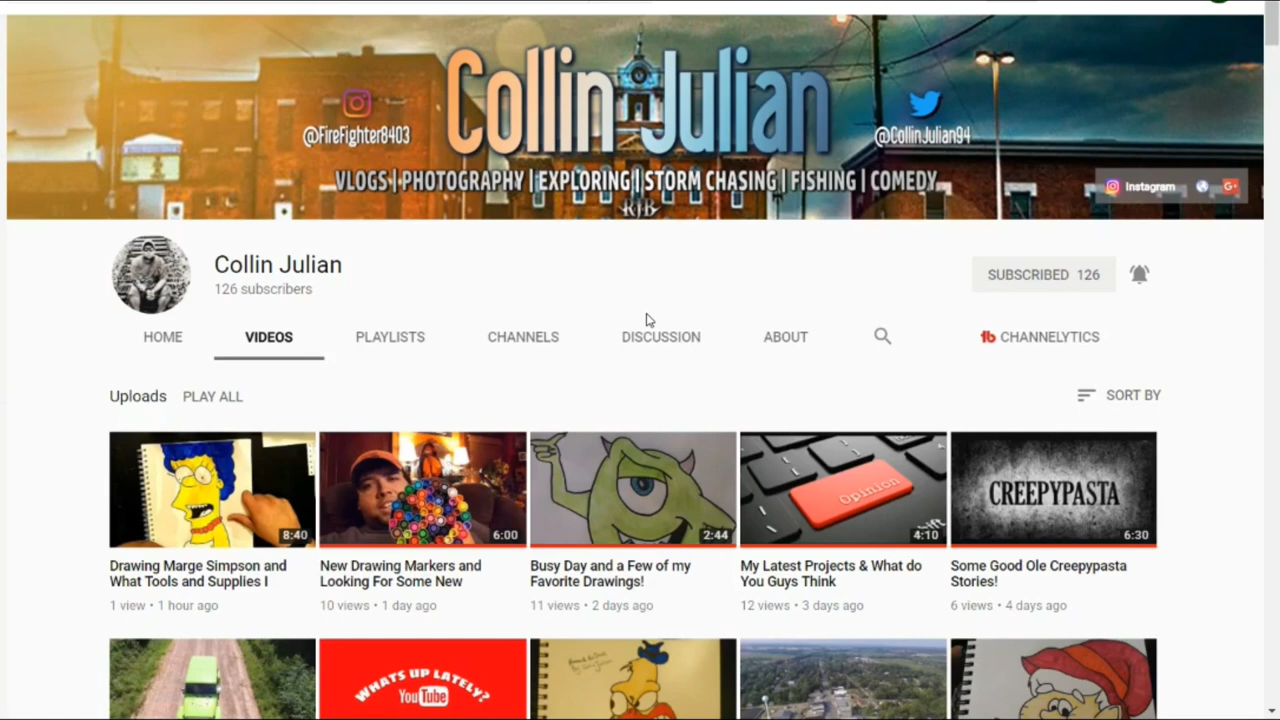 Collin Julian
@FireFighter8403
@CollinJulian94
VLOGS | PHOTOGRAPHY | EXPLORING | STORM CHASING | FISHING | COMEDY
RJB
Instagram
G+
Collin Julian
126 subscribers
SUBSCRIBED 126
HOME
VIDEOS
PLAYLISTS
CHANNELS
DISCUSSION
ABOUT
tb CHANNELYTICS
Uploads
PLAY ALL
SORT BY
8:40
6:00
2:44
Opinion
4:10
CREEPYPASTA
6:30
Drawing Marge Simpson and
What Tools and Supplies I
1 view • 1 hour ago
New Drawing Markers and
Looking For Some New
10 views • 1 day ago
Busy Day and a Few of my
Favorite Drawings!
11 views • 2 days ago
My Latest Projects & What do
You Guys Think
12 views • 3 days ago
Some Good Ole Creepypasta
Stories!
6 views • 4 days ago
WHATS UP LATELY?
YouTube